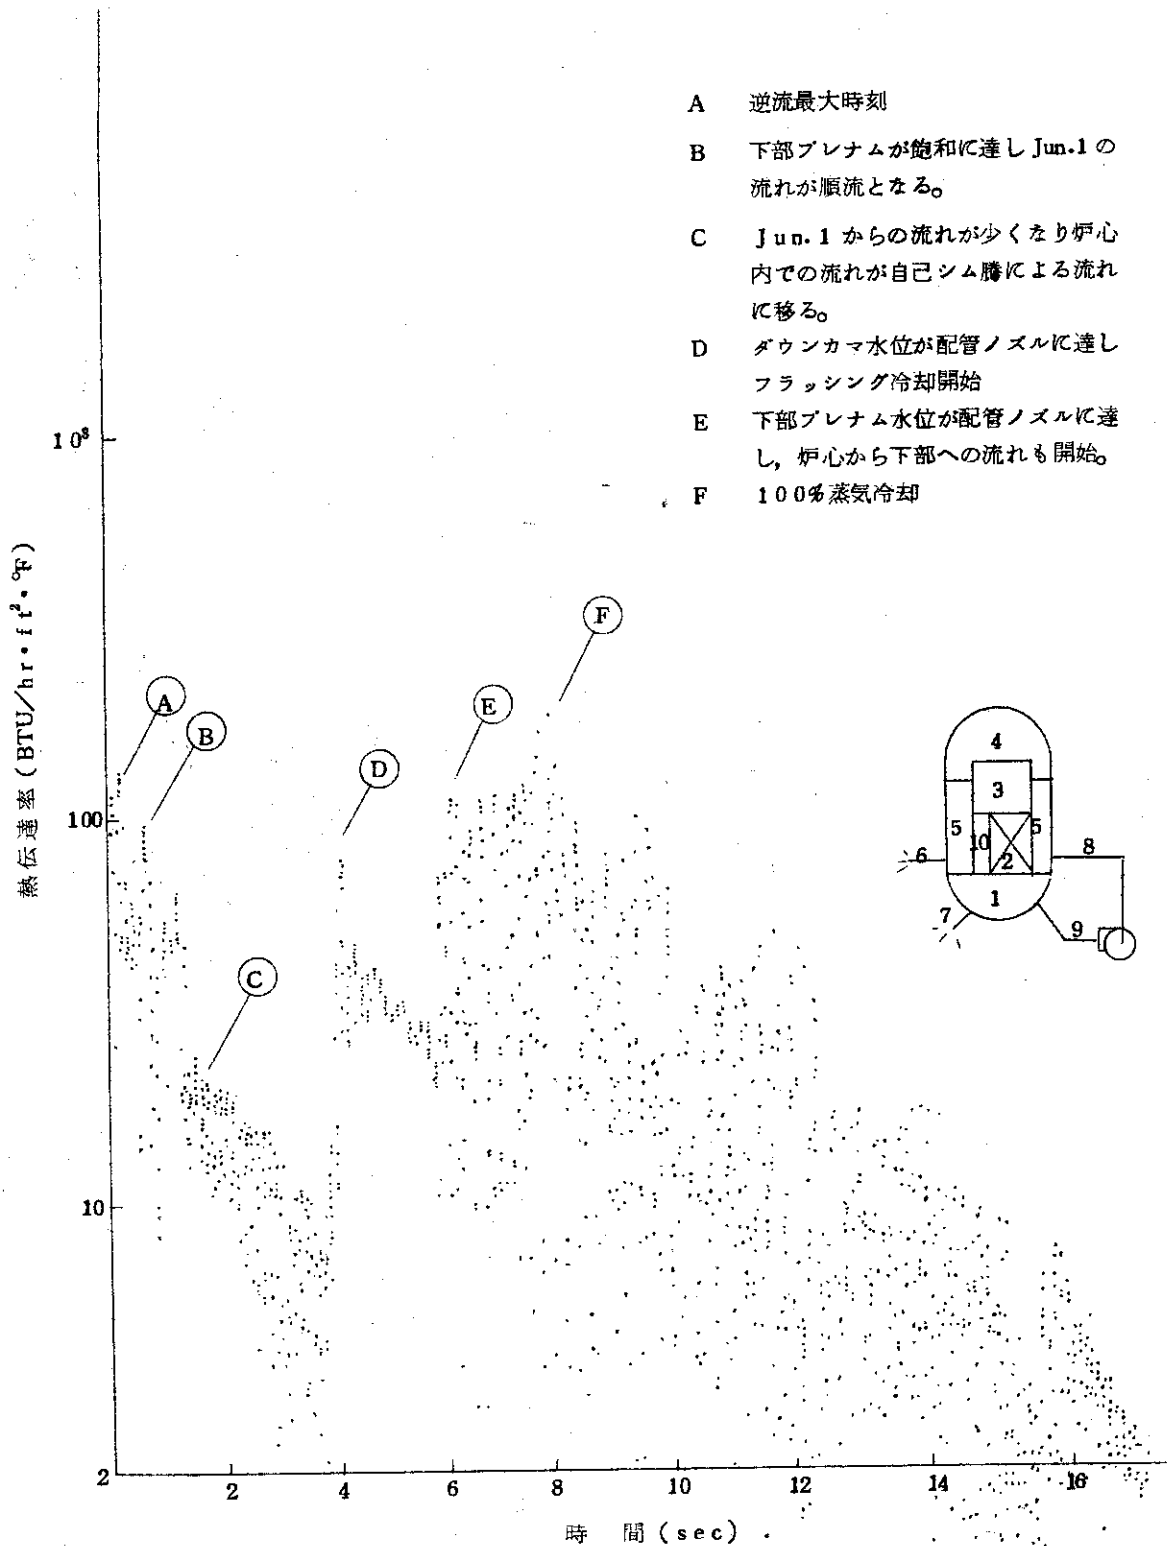 A 逆流最大時刻
B 下部プレナムが飽和に達しJun.1の
流れが順流となる。
C Jun.1からの流れが少くなり炉心
内での流れが自己シム騰による流れ
に移る。
D ダウンカマ水位が配管ノズルに達し
フラッシング冷却開始
E 下部プレナム水位が配管ノズルに達
し,炉心から下部への流れも開始。
F 100%蒸気冷却
熱伝達率(BTU/hr・ft²・°F)
10³
100
10
2
A
B
C
D
E
F
4
3
5
10
2
5
8
6
1
7
9
2 4 6 8 10 12 14 16
時間(sec)